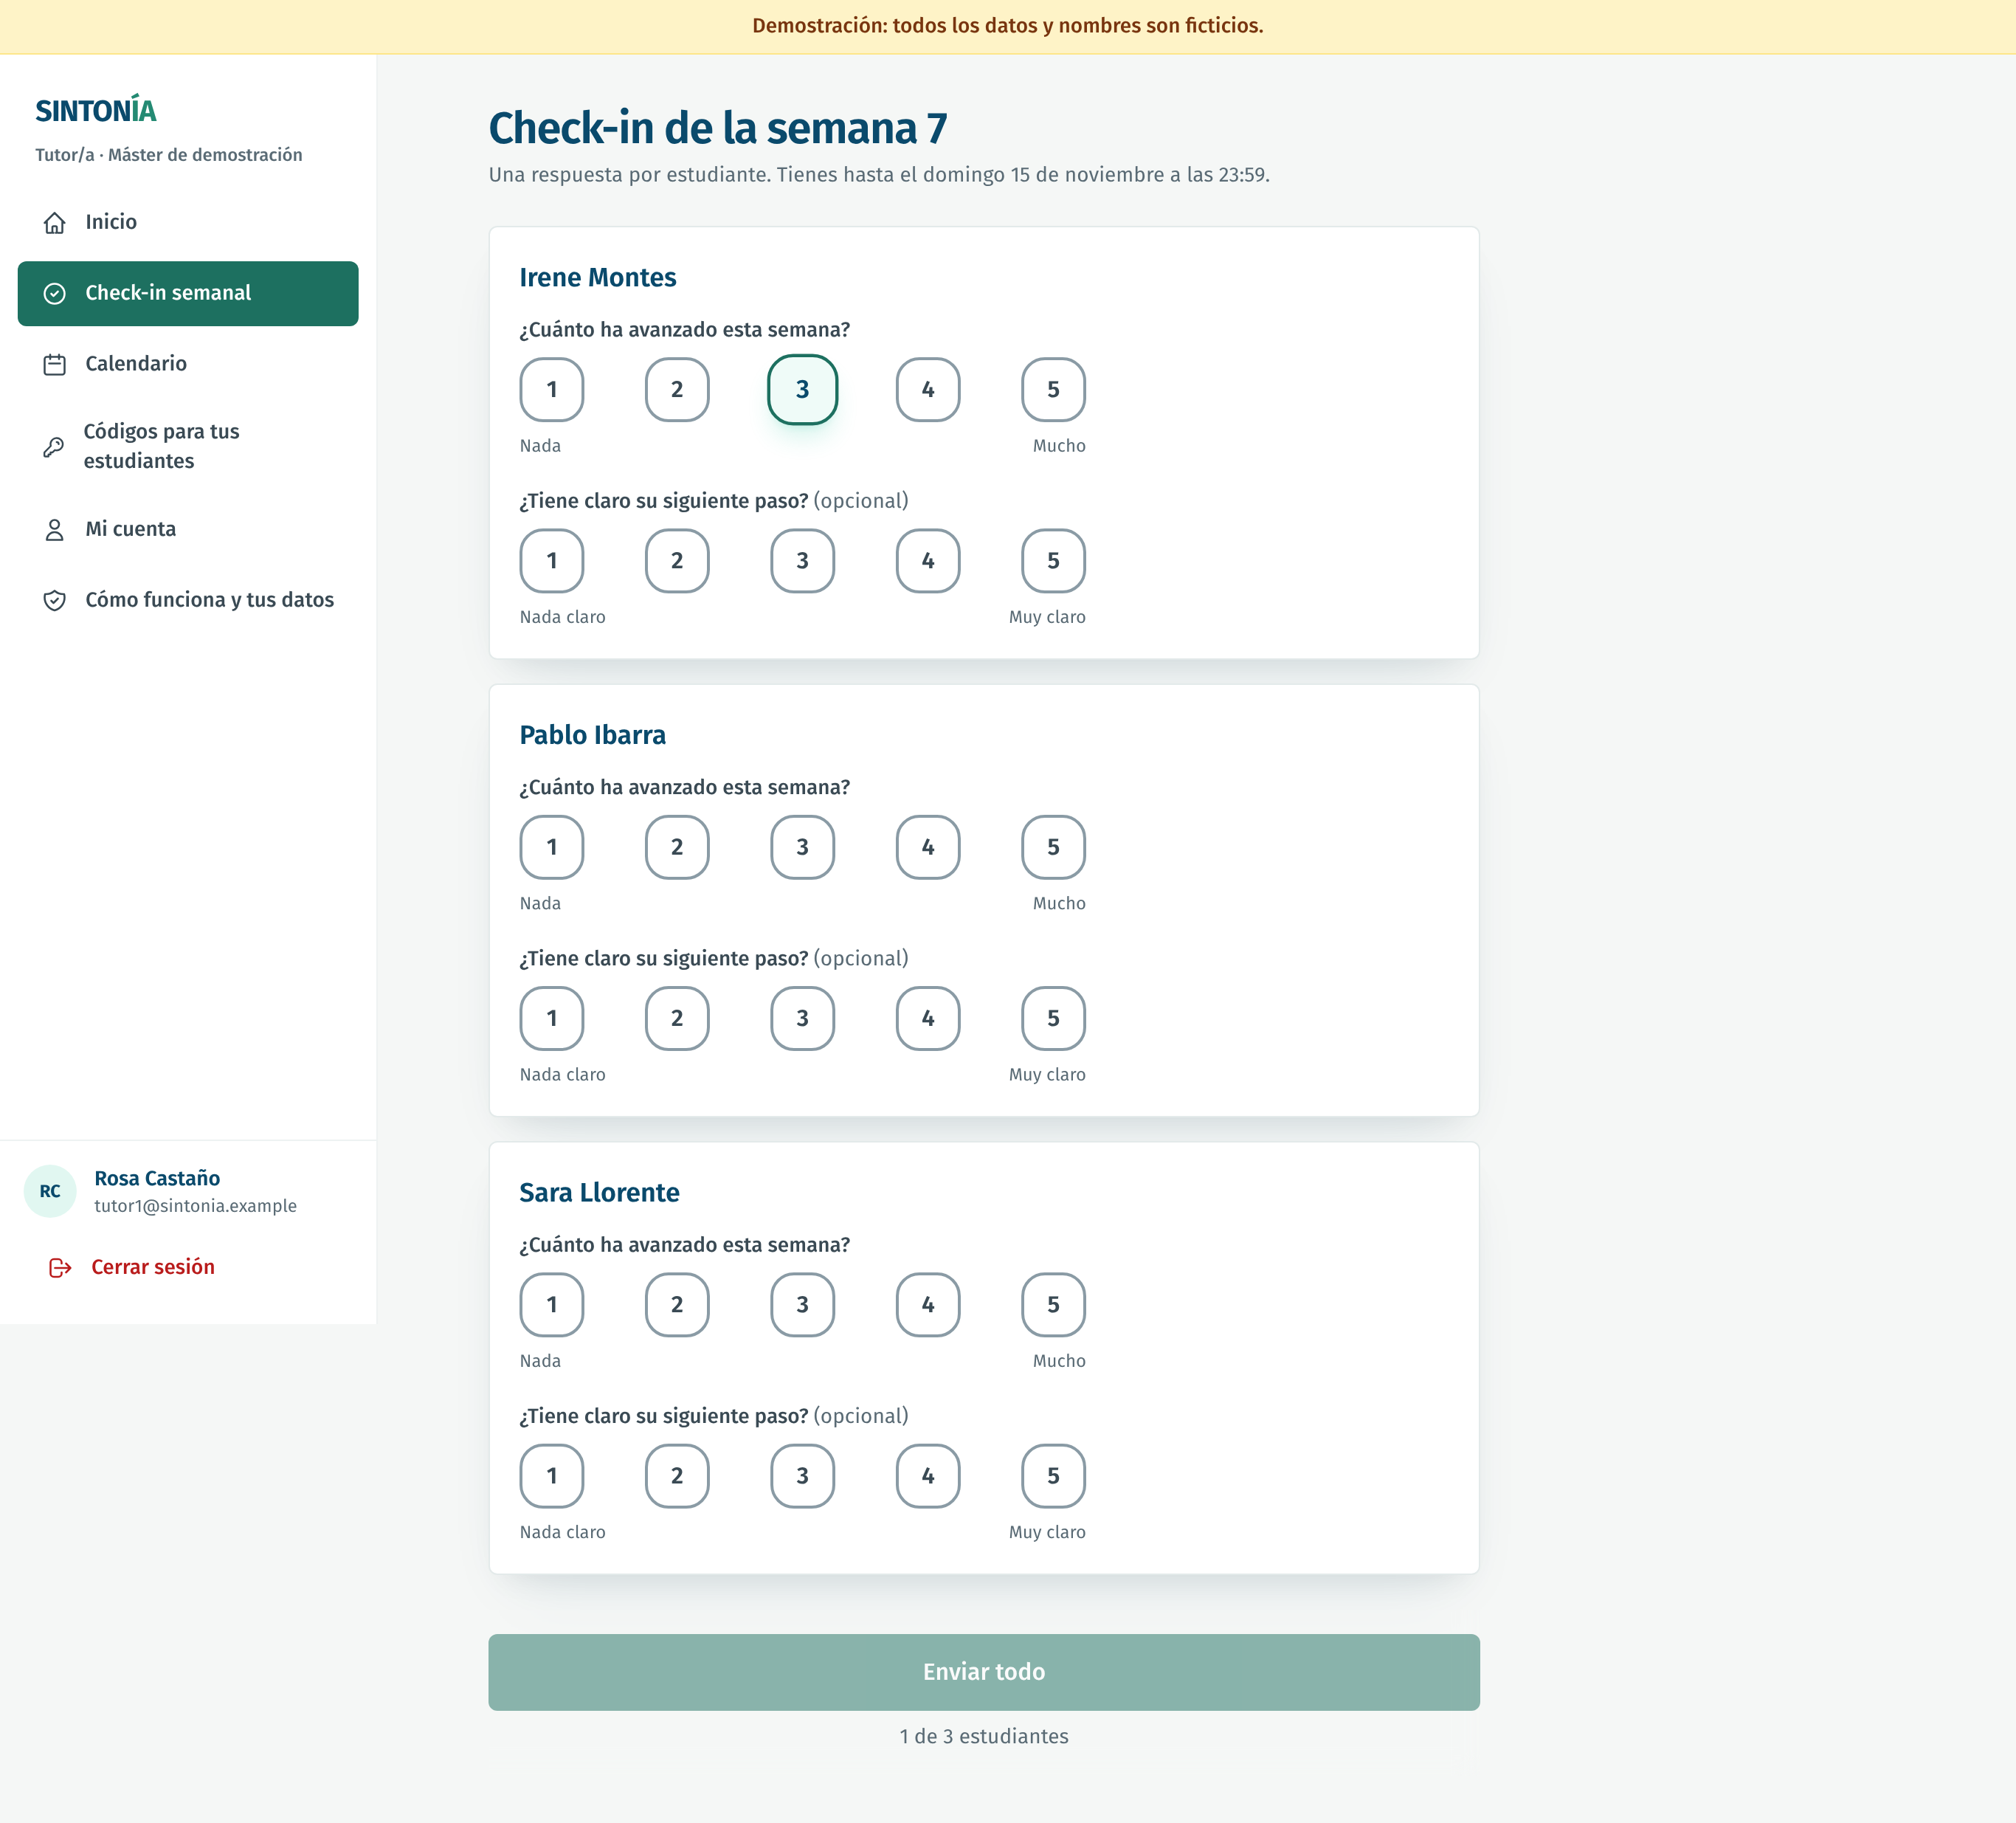 Demostración: todos los datos y nombres son ficticios.
SINTONÍA
Tutor/a · Máster de demostración
Inicio
Check-in semanal
Calendario
Códigos para tus
estudiantes
Mi cuenta
Cómo funciona y tus datos
Rosa Castaño
RC
tutor1@sintonia.example
Cerrar sesión
Check-in de la semana 7
Una respuesta por estudiante. Tienes hasta el domingo 15 de noviembre a las 23:59.
Irene Montes
¿Cuánto ha avanzado esta semana?
1 2 3 4 5
Nada Mucho
¿Tiene claro su siguiente paso? (opcional)
1 2 3 4 5
Nada claro Muy claro
Pablo Ibarra
¿Cuánto ha avanzado esta semana?
1 2 3 4 5
Nada Mucho
¿Tiene claro su siguiente paso? (opcional)
1 2 3 4 5
Nada claro Muy claro
Sara Llorente
¿Cuánto ha avanzado esta semana?
1 2 3 4 5
Nada Mucho
¿Tiene claro su siguiente paso? (opcional)
1 2 3 4 5
Nada claro Muy claro
Enviar todo
1 de 3 estudiantes